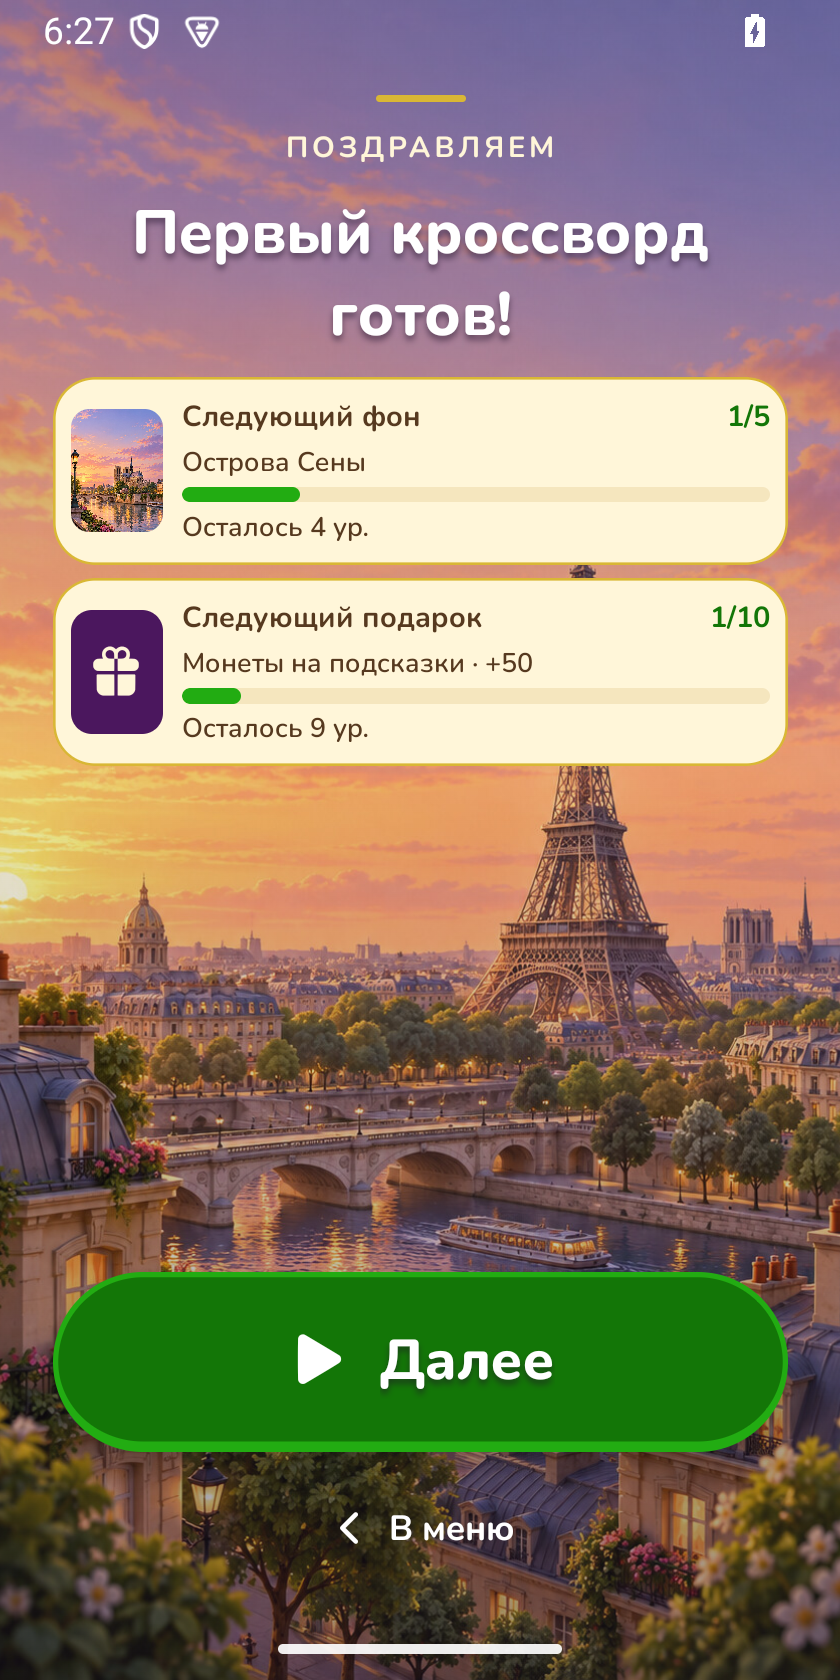 6:27
ПОЗДРАВЛЯЕМ
Первый кроссворд
готов!
Следующий фон 1/5
Острова Сены
Осталось 4 ур.
Следующий подарок 1/10
Монеты на подсказки · +50
Осталось 9 ур.
Далее
В меню